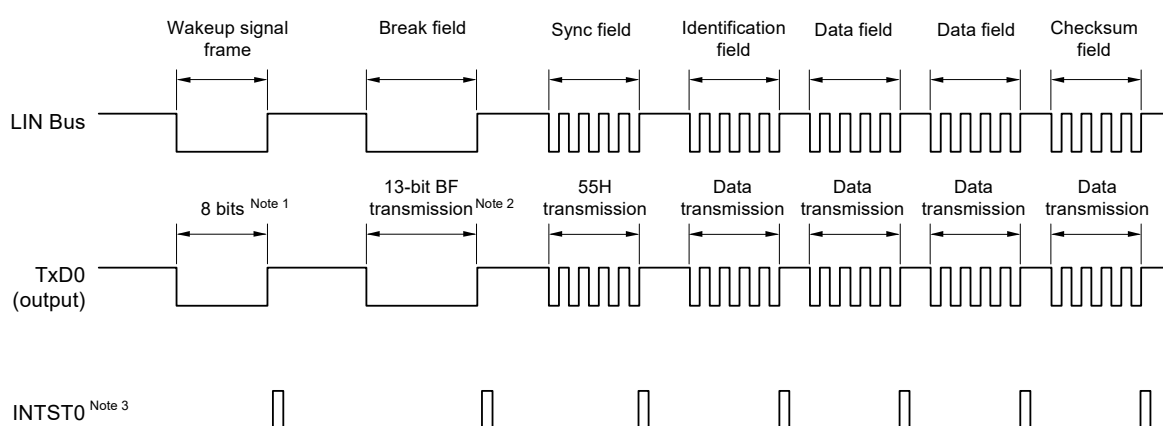 Wakeup signal
frame
Break field
Sync field
Identification
field
Data field
Data field
Checksum
field
LIN Bus
8 bits Note 1
13-bit BF
transmission Note 2
55H
transmission
Data
transmission
Data
transmission
Data
transmission
Data
transmission
TxD0
(output)
INTST0 Note 3